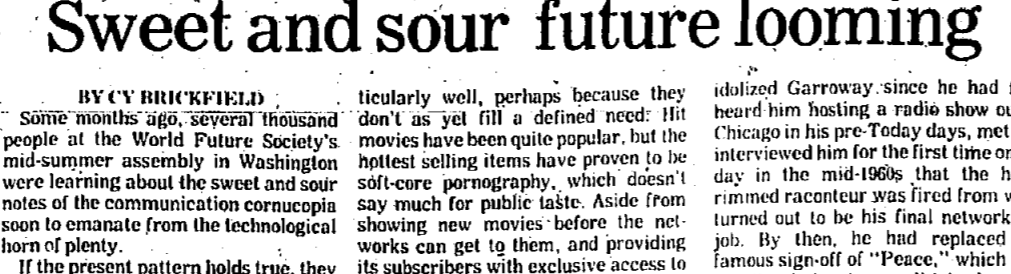 Sweet and sour future looming
BY CY BRICKFIELD
Some months ago, several thousand
people at the World Future Society's
mid-summer assembly in Washington
were learning about the sweet and sour
notes of the communication cornucopia
soon to emanate from the technological
horn of plenty.
If the present pattern holds true, they
ticularly well, perhaps because they
don't as yet fill a defined need. Hit
movies have been quite popular, but the
hottest selling items have proven to be
soft-core pornography, which doesn't
say much for public taste. Aside from
showing new movies before the net-
works can get to them, and providing
its subscribers with exclusive access to
idolized Garroway since he had
heard him hosting a radio show
Chicago in his pre-Today days, met
interviewed him for the first time
day in the mid-1960s that the
rimmed raconteur was fired from
turned out to be his final network
job. By then, he had replaced
famous sign-off of "Peace," which